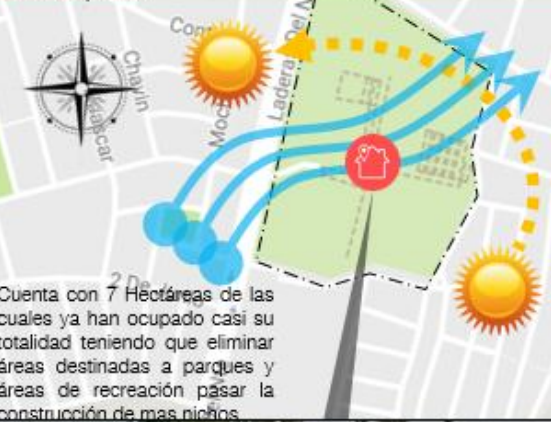 Chavín
Ladera Del N
2 De
Cuenta con 7 Hectáreas de las
cuales ya han ocupado casi su
totalidad teniendo que eliminar
áreas destinadas a parques y
áreas de recreación pasar la
construcción de mas nichos